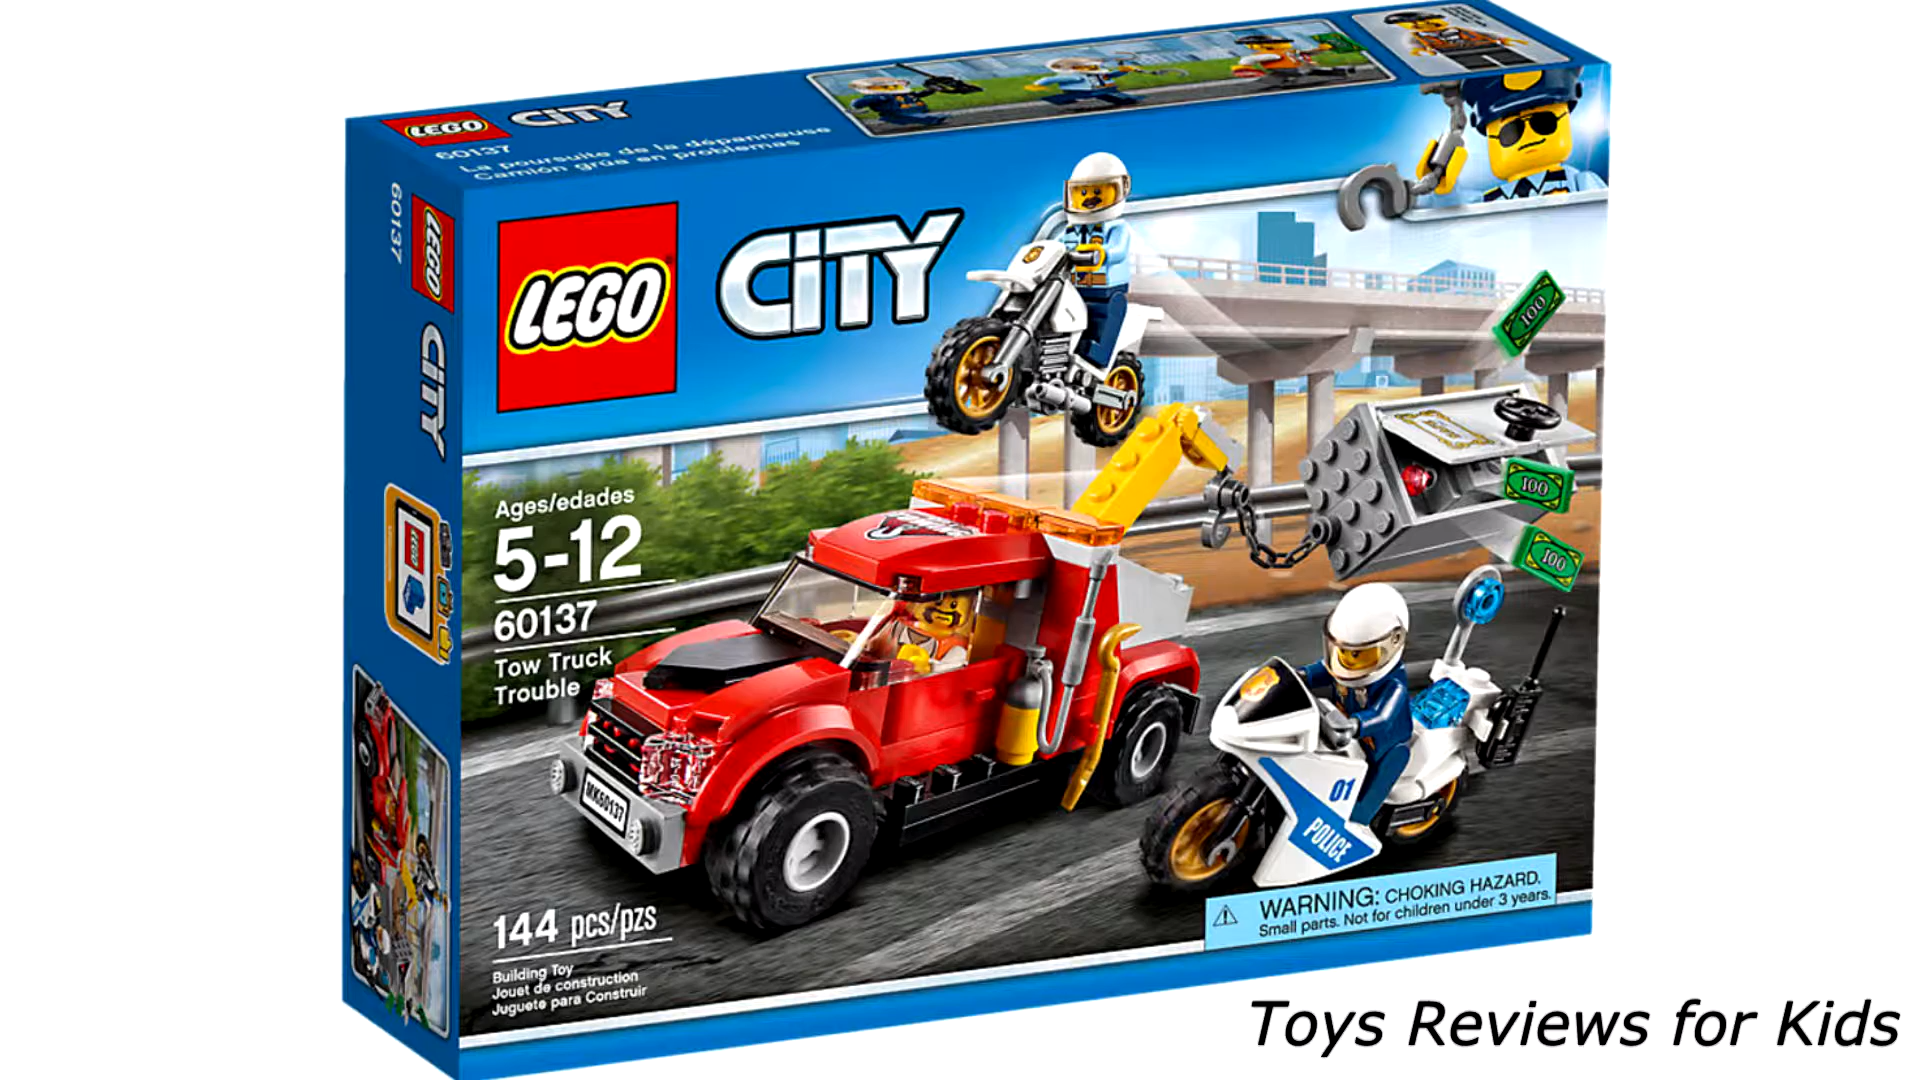 LEGO CITY
60137
La poursuite de la dépanneuse
Camión grúa en problemas
60137
LEGO
CITY
LEGO
LEGO
CITY
Ages/edades
5-12
60137
Tow Truck
Trouble
144 pcs/pzs
Building Toy
Jouet de construction
Juguete para Construir
MK60137
100
100
100
01
POLICE
WARNING: CHOKING HAZARD.
Small parts. Not for children under 3 years.
Toys Reviews for Kids